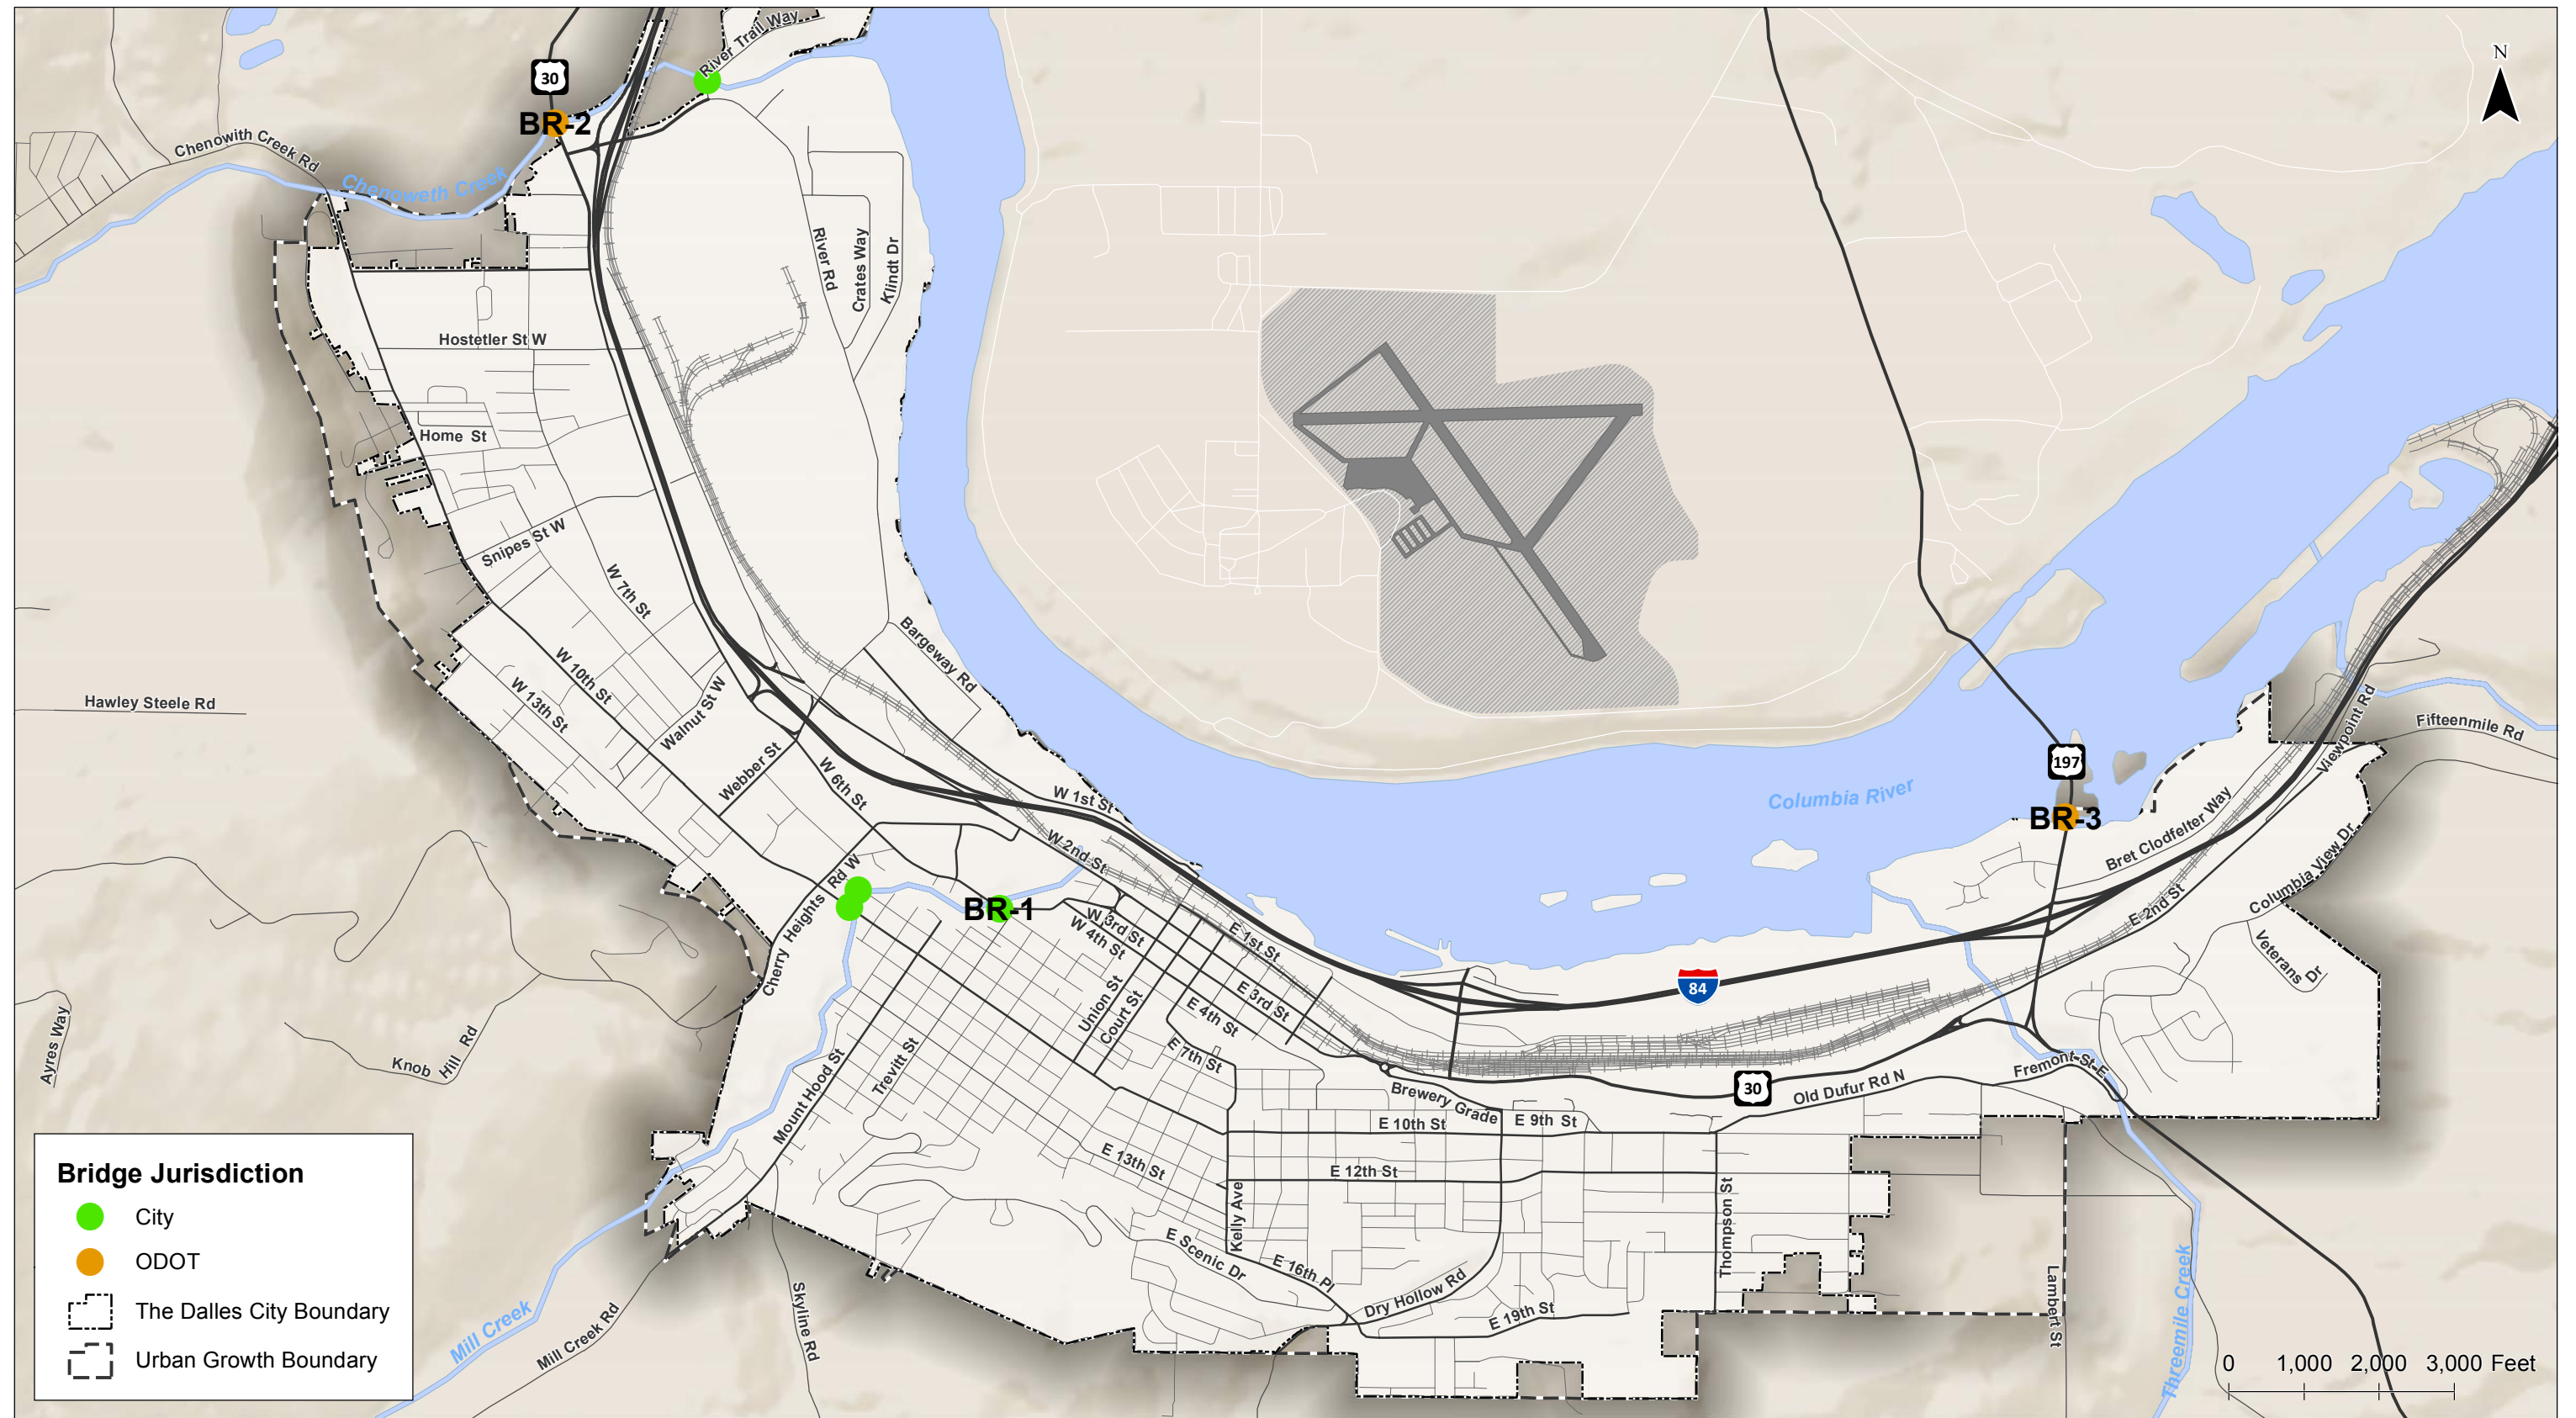 River Trail Way
N
30
BR-2
Chenowith Creek Rd
Chenoweth Creek
River Rd
Crates Way
Klindt Dr
Hostetler St W
Home St
Snipes St W
W 7th St
Bargeway Rd
W 10th St
W 13th St
Walnut St W
Hawley Steele Rd
Webber St
W 6th St
W 1st St
W 2nd St
Columbia River
197
BR-3
Viewpoint Rd
Fifteenmile Rd
Bret Clodfelter Way
Columbia View Dr
E 2nd St
Veterans Dr
Cherry Heights Rd W
BR-1
W 3rd St
W 4th St
E 1st St
Union St
Court St
E 3rd St
E 4th St
E 7th St
84
Ayres Way
Knob Hill Rd
Mount Hood St
Trevitt St
30
Brewery Grade
Old Dufur Rd N
Fremont St E
E 10th St
E 9th St
E 13th St
E 12th St
Kelly Ave
Thompson St
E Scenic Dr
E 16th Pl
Dry Hollow Rd
E 19th St
Lambert St
Threemile Creek
Mill Creek
Mill Creek Rd
Skyline Rd
Bridge Jurisdiction
City
ODOT
The Dalles City Boundary
Urban Growth Boundary
0 1,000 2,000 3,000 Feet